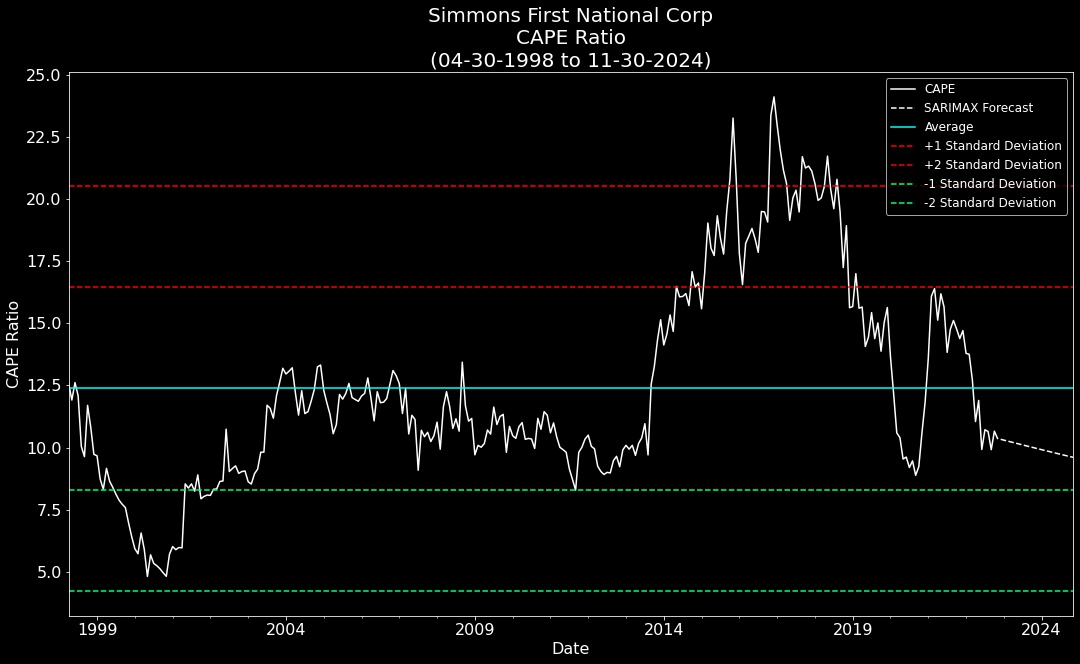 Simmons First National Corp
CAPE Ratio
(04-30-1998 to 11-30-2024)
CAPE
SARIMAX Forecast
Average
+1 Standard Deviation
+2 Standard Deviation
-1 Standard Deviation
-2 Standard Deviation
25.0
22.5
20.0
17.5
15.0
12.5
10.0
7.5
5.0
CAPE Ratio
1999 2004 2009 2014 2019 2024
Date